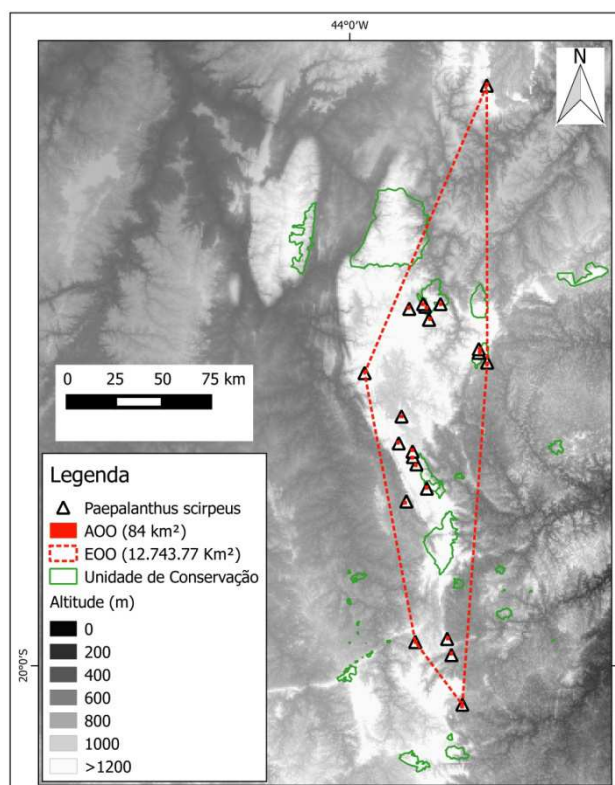 44°0'W
N
0 25 50 75 km
Legenda
Paepalanthus scirpeus
AOO (84 km²)
EOO (12.743.77 Km²)
Unidade de Conservação
Altitude (m)
0
200
400
600
800
1000
>1200
20°0'S